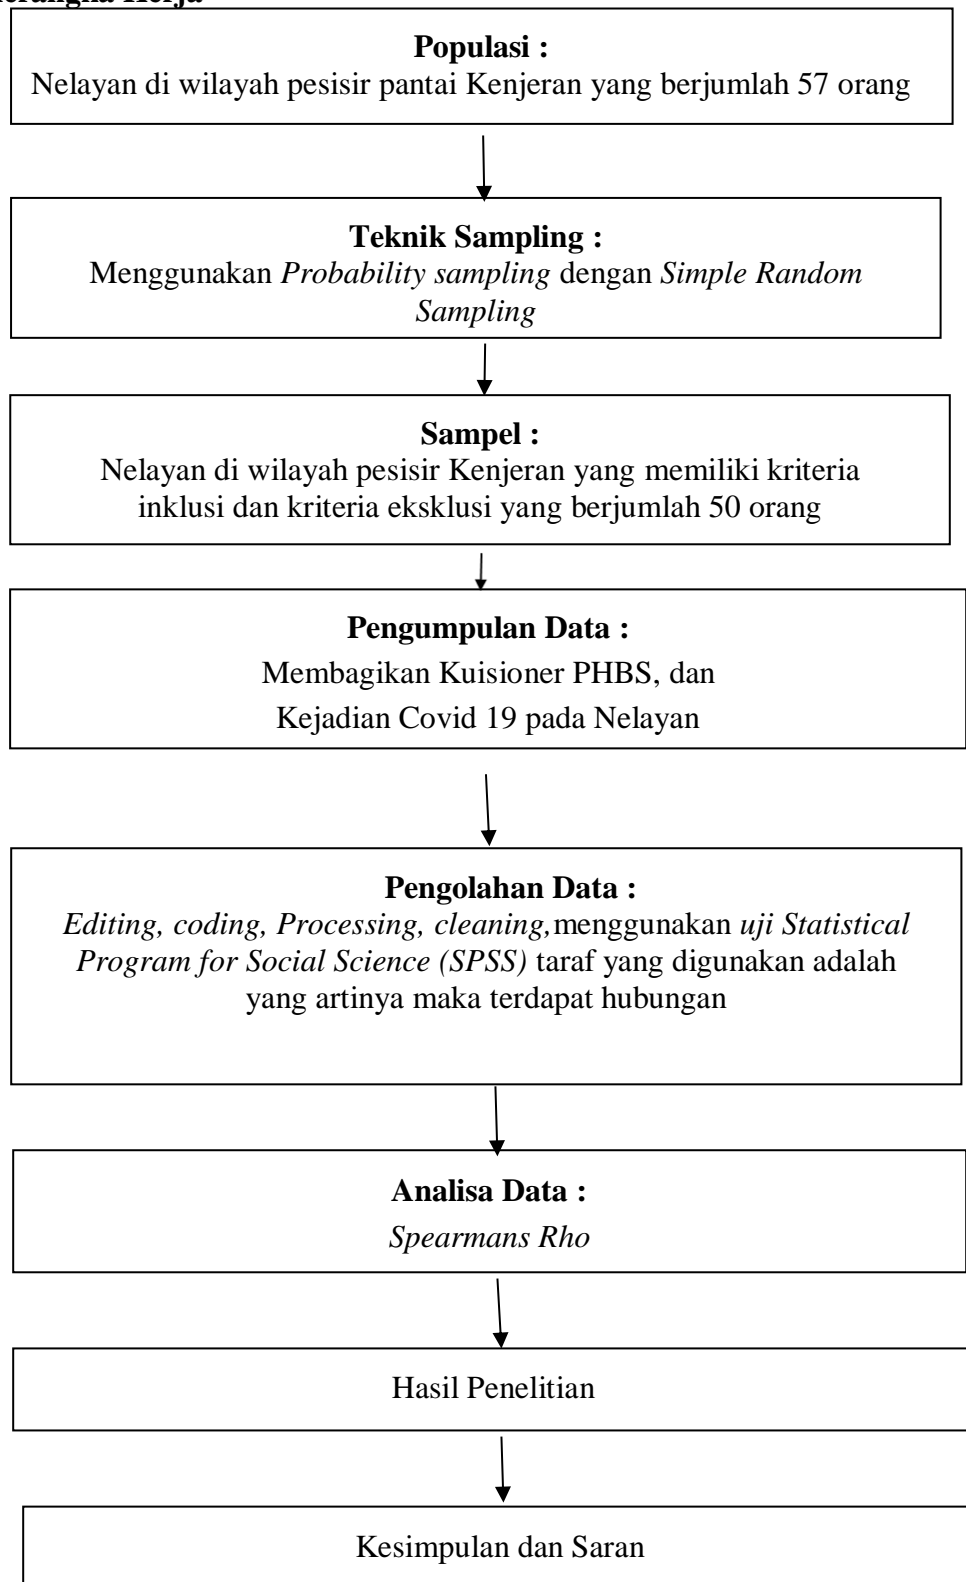 Populasi :
Nelayan di wilayah pesisir pantai Kenjeran yang berjumlah 57 orang
Teknik Sampling :
Menggunakan Probability sampling dengan Simple Random
Sampling
Sampel :
Nelayan di wilayah pesisir Kenjeran yang memiliki kriteria
inklusi dan kriteria eksklusi yang berjumlah 50 orang
Pengumpulan Data :
Membagikan Kuisioner PHBS, dan
Kejadian Covid 19 pada Nelayan
Pengolahan Data :
Editing, coding, Processing, cleaning,menggunakan uji Statistical
Program for Social Science (SPSS) taraf yang digunakan adalah
yang artinya maka terdapat hubungan
Analisa Data :
Spearmans Rho
Hasil Penelitian
Kesimpulan dan Saran